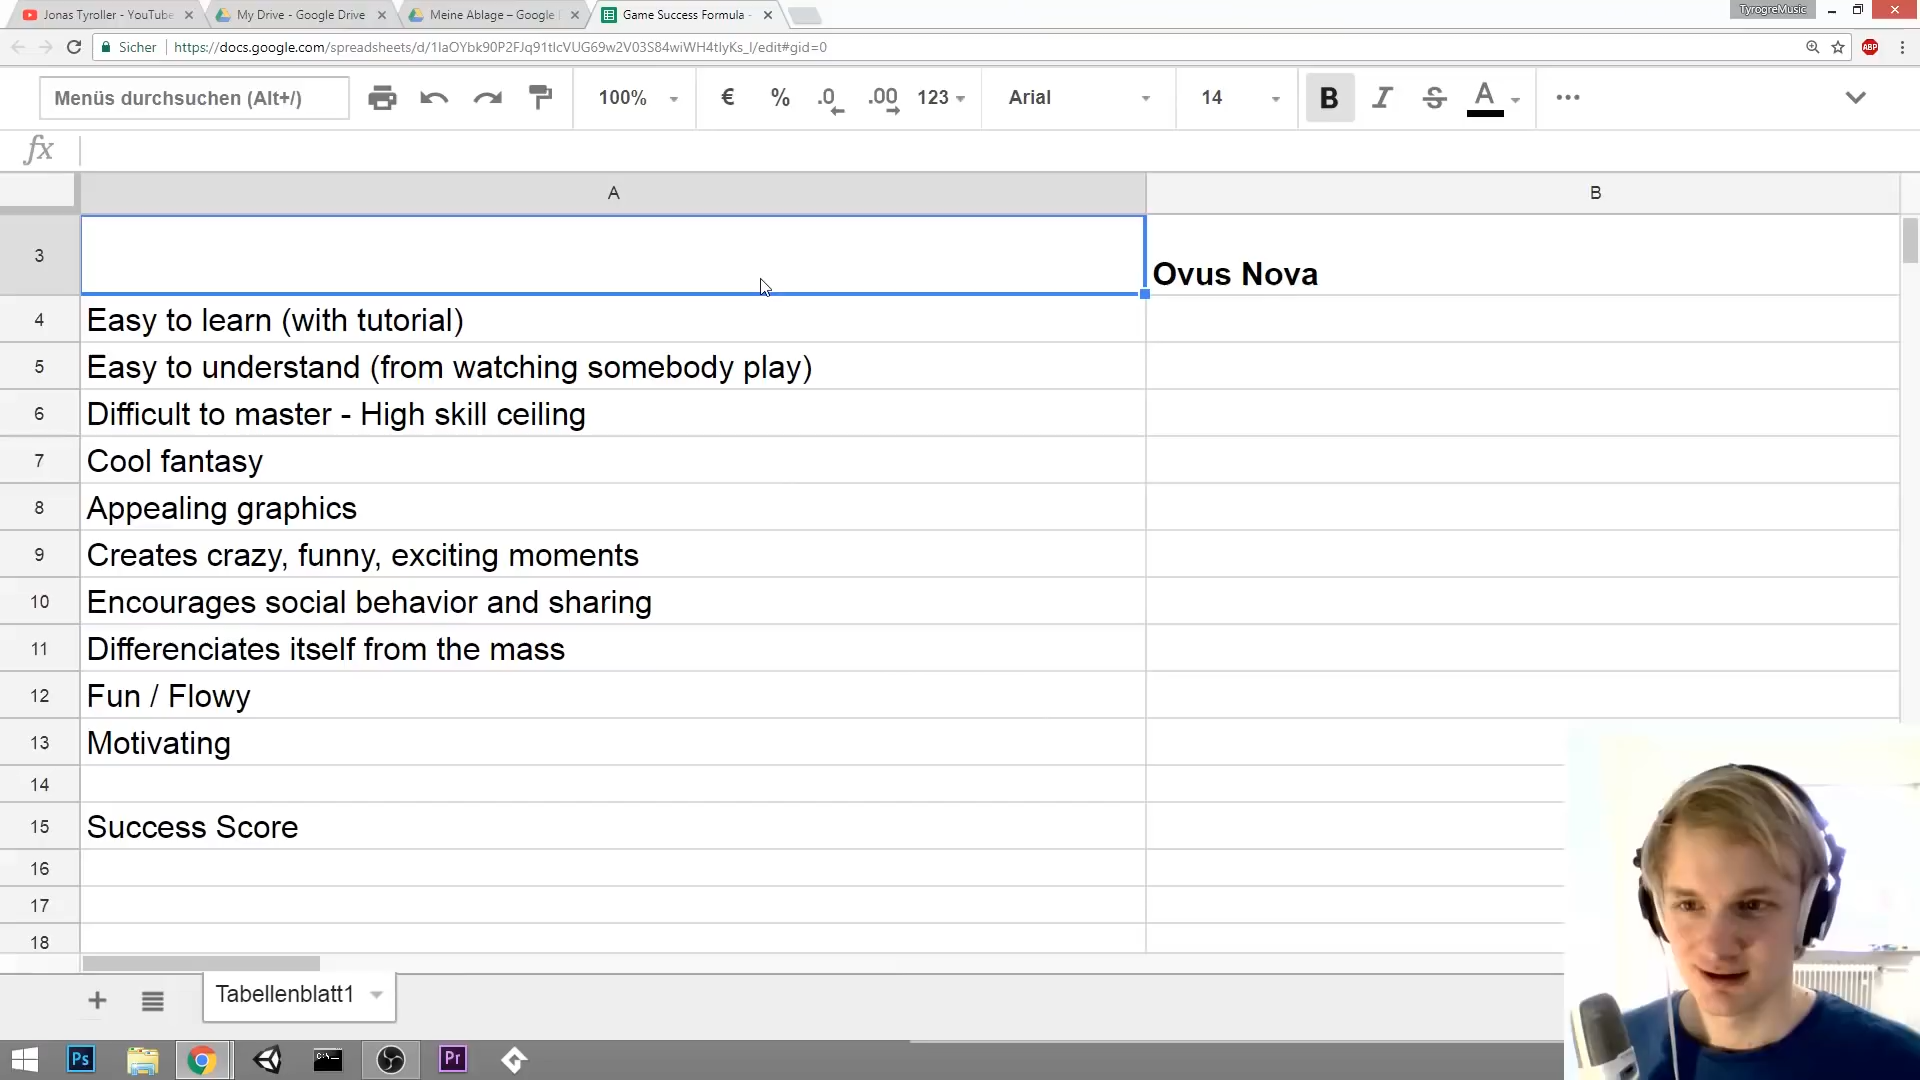 Jonas Tyroller - YouTube
My Drive - Google Drive
Meine Ablage – Google
Game Success Formula -
TyrogreMusic
Sicher
https://docs.google.com/spreadsheets/d/1IaOYbk90P2FJq91tIcVUG69w2V03S84wiWH4tlyKs_I/edit#gid=0
ABP
Menüs durchsuchen (Alt+/)
100%
€
%
.0
.00
123
Arial
14
B
I
S
A
fx
A
B
3
Ovus Nova
4
Easy to learn (with tutorial)
5
Easy to understand (from watching somebody play)
6
Difficult to master - High skill ceiling
7
Cool fantasy
8
Appealing graphics
9
Creates crazy, funny, exciting moments
10
Encourages social behavior and sharing
11
Differenciates itself from the mass
12
Fun / Flowy
13
Motivating
14
15
Success Score
16
17
18
Tabellenblatt1
Ps
Pr